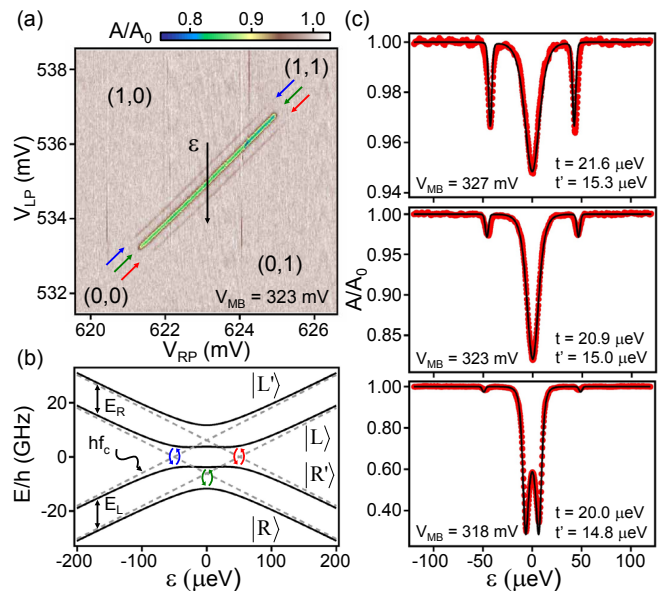 (a)
A/A₀
0.8 0.9 1.0
538
536
534
532
V_LP (mV)
(1,0)
(1,1)
ε
(0,0)
(0,1)
V_MB = 323 mV
620 622 624 626
V_RP (mV)
(b)
20
0
-20
E/h (GHz)
|L'⟩
E_R
|L⟩
hf_c
|R'⟩
E_L
|R⟩
-200 -100 0 100 200
ε (µeV)
(c)
1.00
0.98
0.96
0.94
t = 21.6 µeV
V_MB = 327 mV
t' = 15.3 µeV
1.00
0.95
0.90
0.85
A/A₀
t = 20.9 µeV
V_MB = 323 mV
t' = 15.0 µeV
1.00
0.80
0.60
0.40
t = 20.0 µeV
V_MB = 318 mV
t' = 14.8 µeV
-100 -50 0 50 100
ε (µeV)